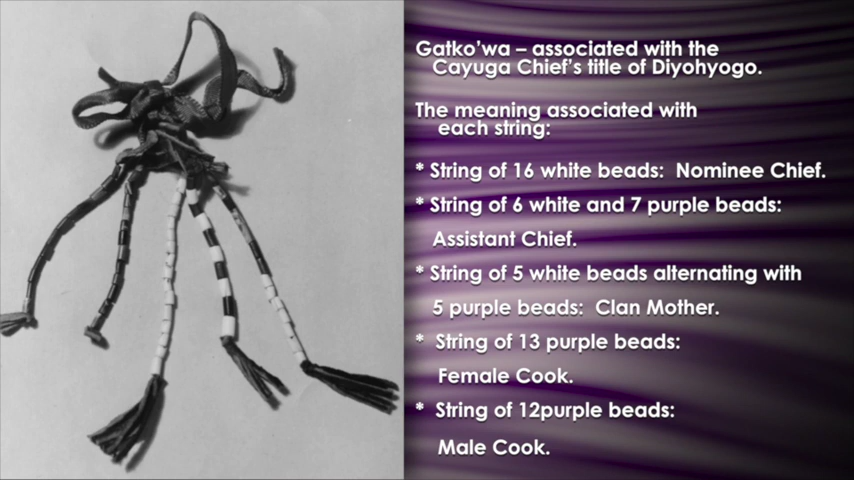 Gatko’wa – associated with the
Cayuga Chief’s title of Diyohyogo.
The meaning associated with
each string:
* String of 16 white beads: Nominee Chief.
* String of 6 white and 7 purple beads:
Assistant Chief.
* String of 5 white beads alternating with
5 purple beads: Clan Mother.
* String of 13 purple beads:
Female Cook.
* String of 12purple beads:
Male Cook.